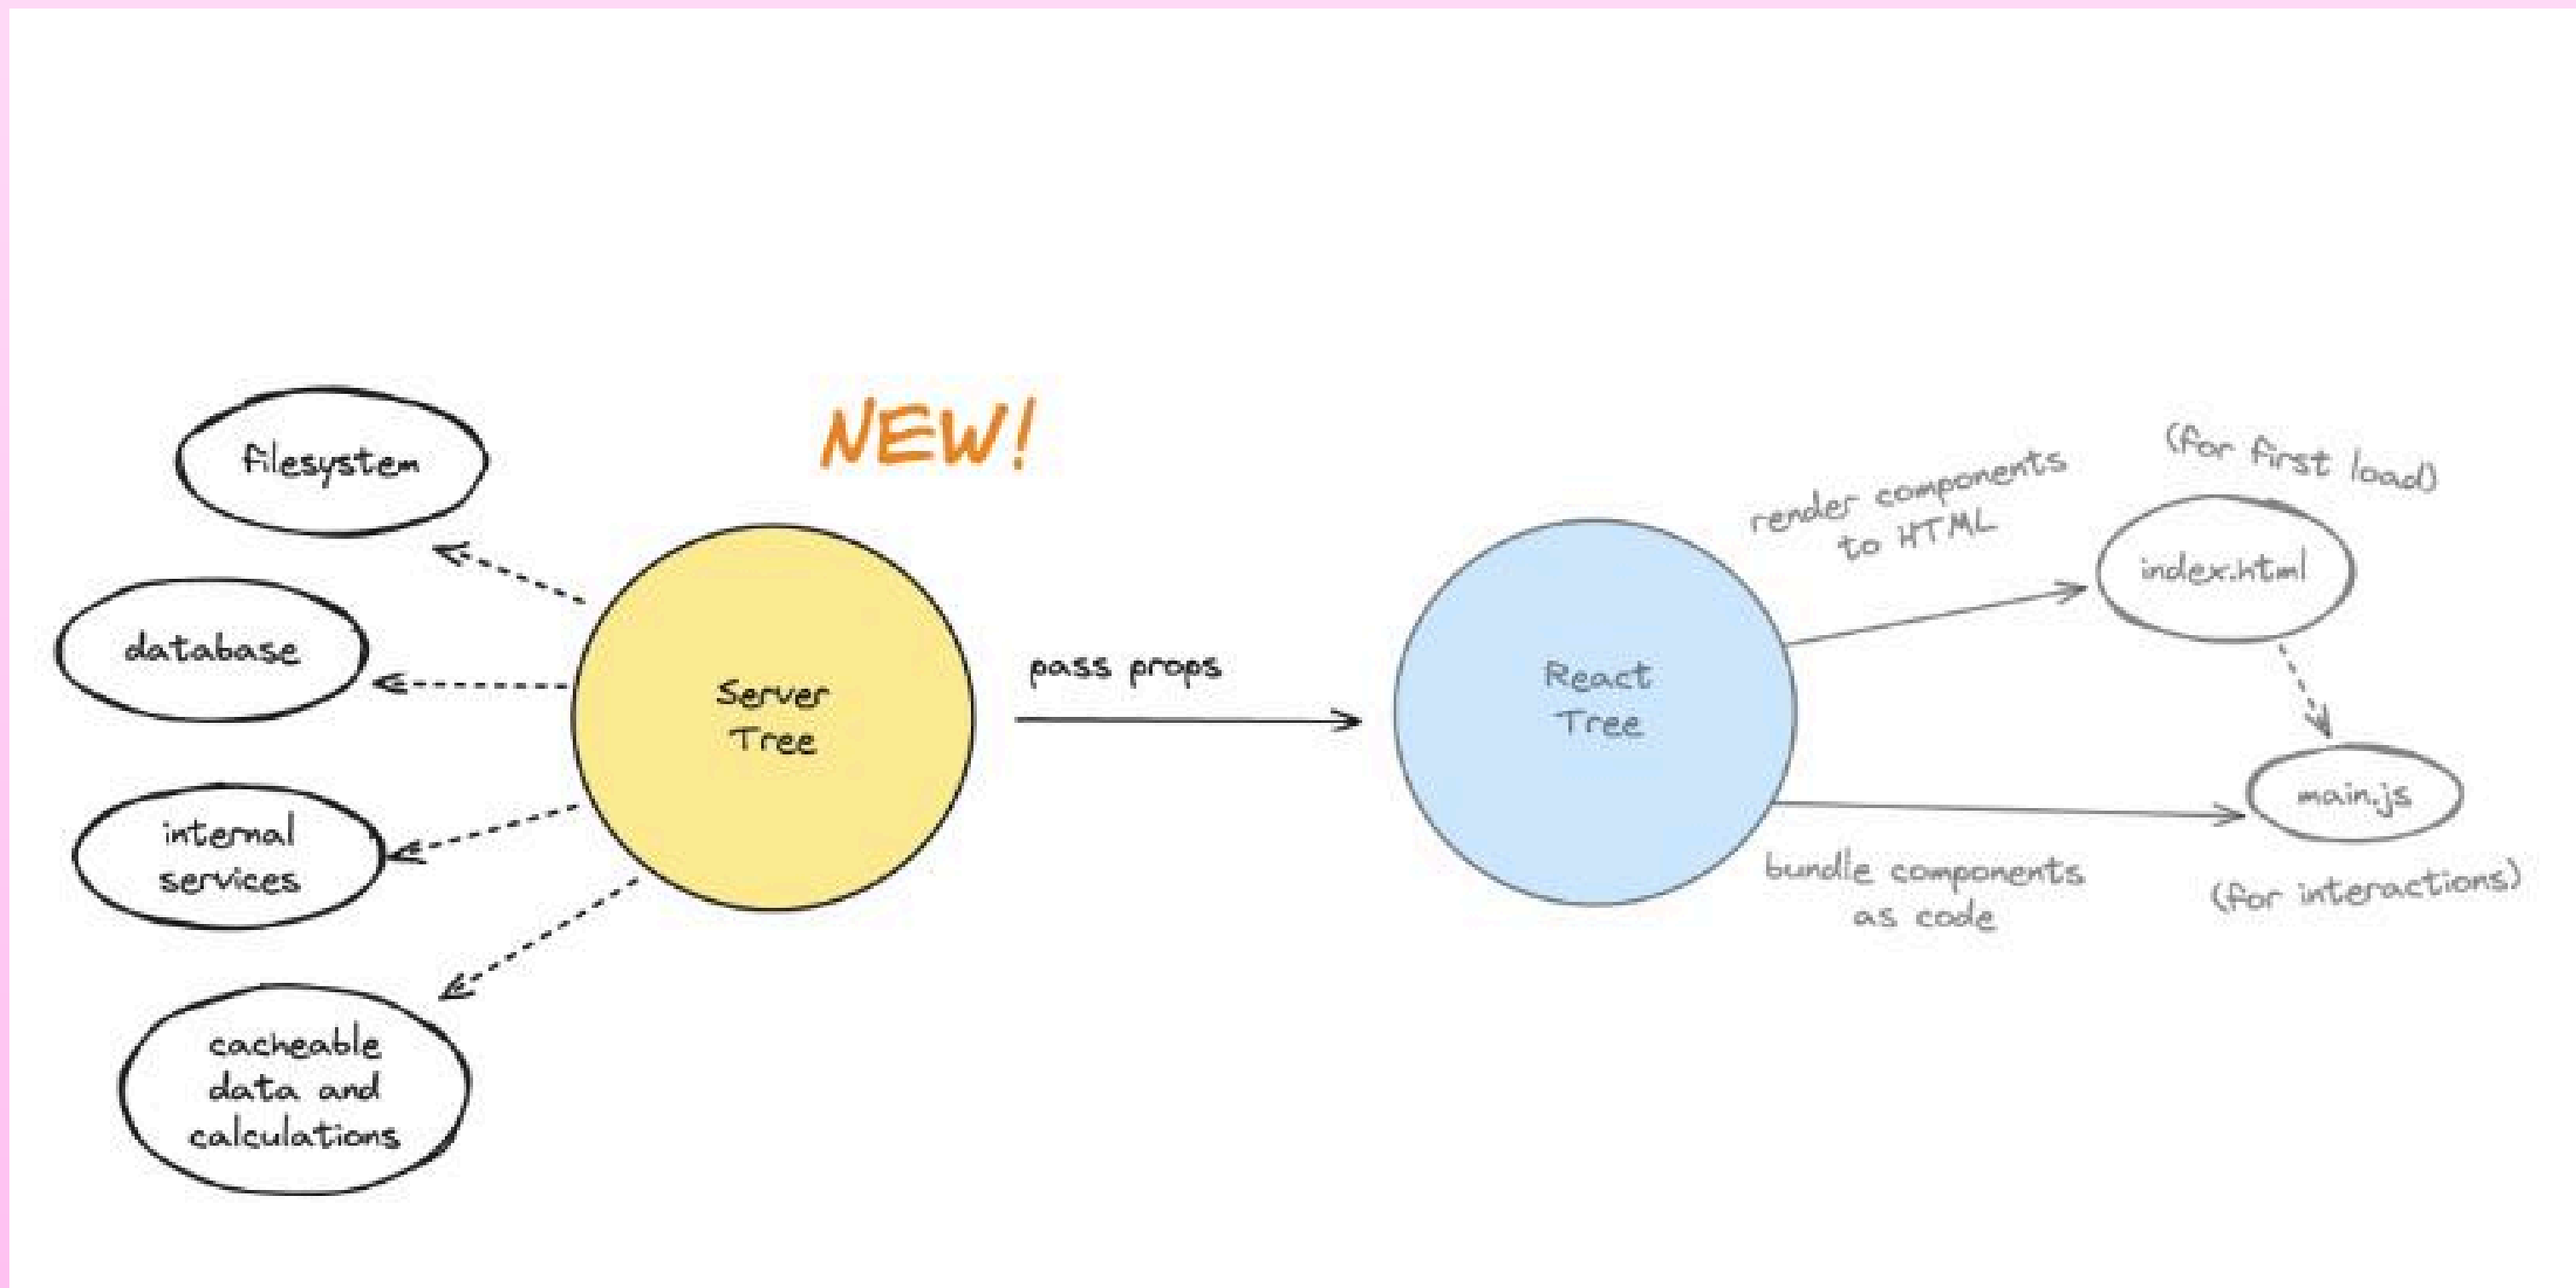 filesystem
database
internal
services
cacheable
data and
calculations
NEW!
Server
Tree
pass props
React
Tree
render components
to HTML
(for first load)
index.html
main.js
bundle components
as code
(for interactions)